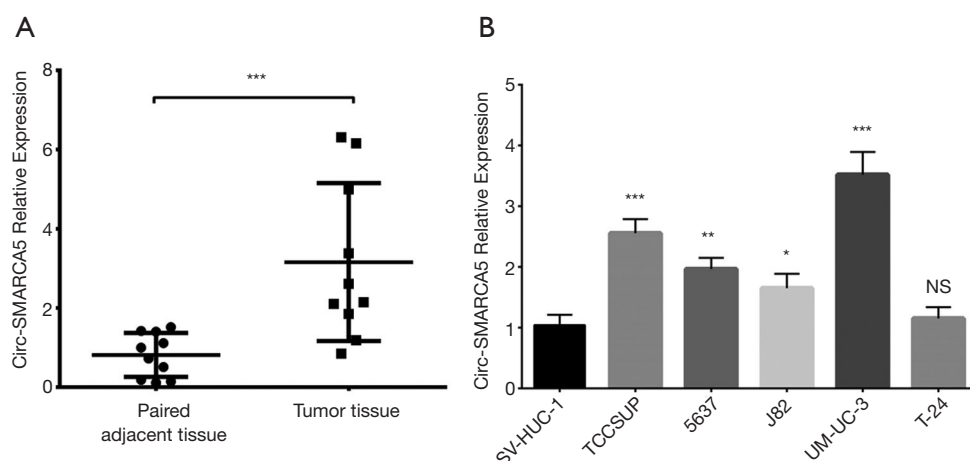 A
Circ-SMARCA5 Relative Expression
8
6
4
2
0
***
Paired
adjacent tissue
Tumor tissue
B
Circ-SMARCA5 Relative Expression
5
4
3
2
1
0
***
**
*
***
NS
SV-HUC-1
TCCSUP
5637
J82
UM-UC-3
T-24